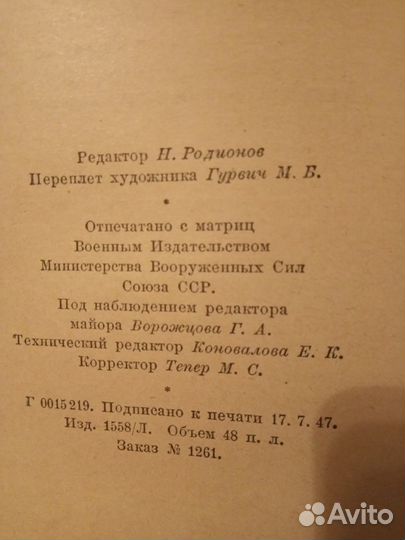 Редактор Н. Родионов
Переплет художника Гурвич М. Б.
*
Отпечатано с матриц
Военным Издательством
Министерства Вооруженных Сил
Союза ССР.
Под наблюдением редактора
майора Ворожцова Г. А.
Технический редактор Коновалова Е. К.
Корректор Тепер М. С.
*
Г 0015219. Подписано к печати 17. 7. 47.
Изд. 1558/Л. Объем 48 п. л.
Заказ № 1261.
Avito